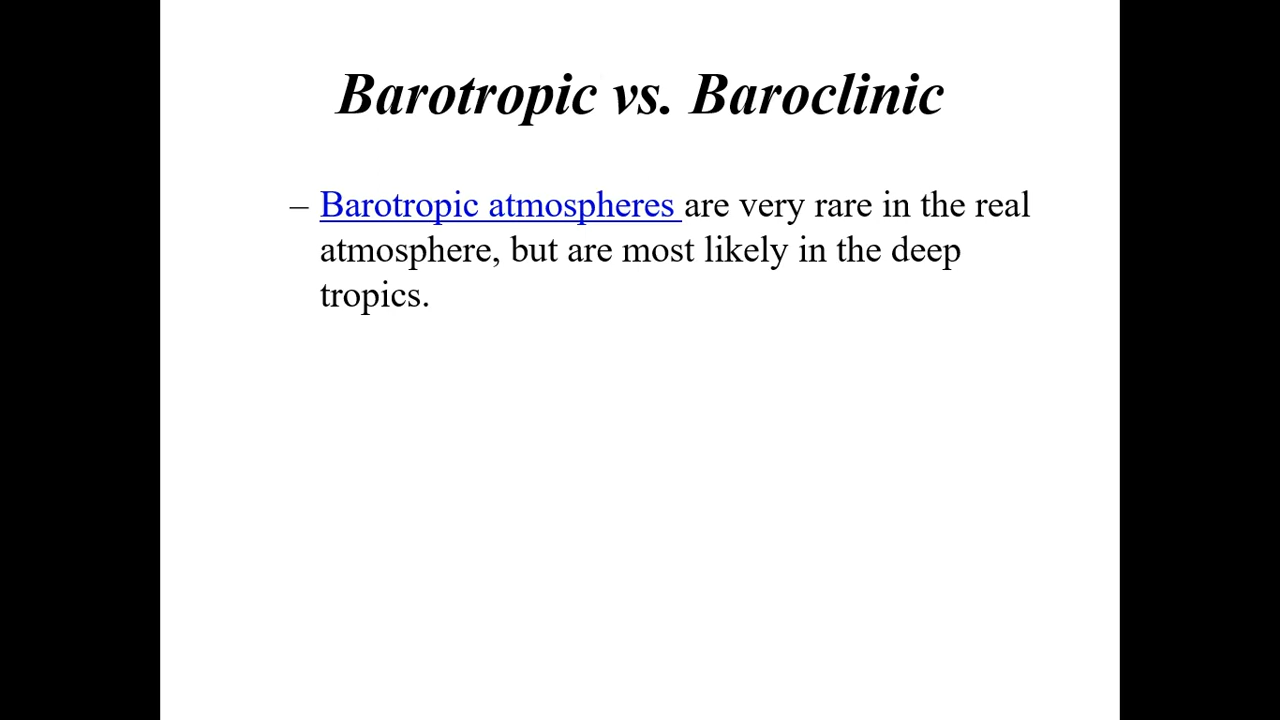 Barotropic vs. Baroclinic
– Barotropic atmospheres are very rare in the real
atmosphere, but are most likely in the deep
tropics.